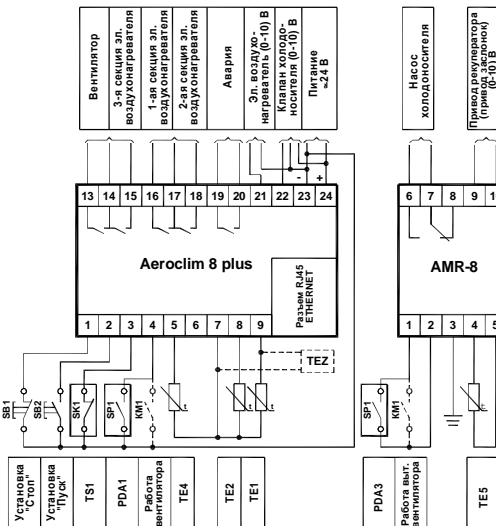 Вентилятор
3-я секция эл.
воздухонагревателя
1-ая секция эл.
воздухонагревателя
2-ая секция эл.
воздухонагревателя
Авария
Эл. воздухо-
нагреватель (0-10) В
Клапан холодо-
носителя (0-10) В
Питание
≈24 В
Насос
холодоносителя
Привод рекуператора
(привод заслонок)
(0-10) В
- +
13 14 15 16 17 18 19 20 21 22 23 24
6 7 8 9 10
Aeroclim 8 plus
Разъем RJ45
ETHERNET
AMR-8
1 2 3 4 5 6 7 8 9
1 2 3 4 5
TEZ
SB1
SB2
SK1
SP1
KM1
t
t
t
SP1
KM1
t
Установка
"Стоп"
Установка
"Пуск"
TS1
PDA1
Работа
вентилятора
TE4
TE2
TE1
PDA3
Работа выт.
вентилятора
TE5